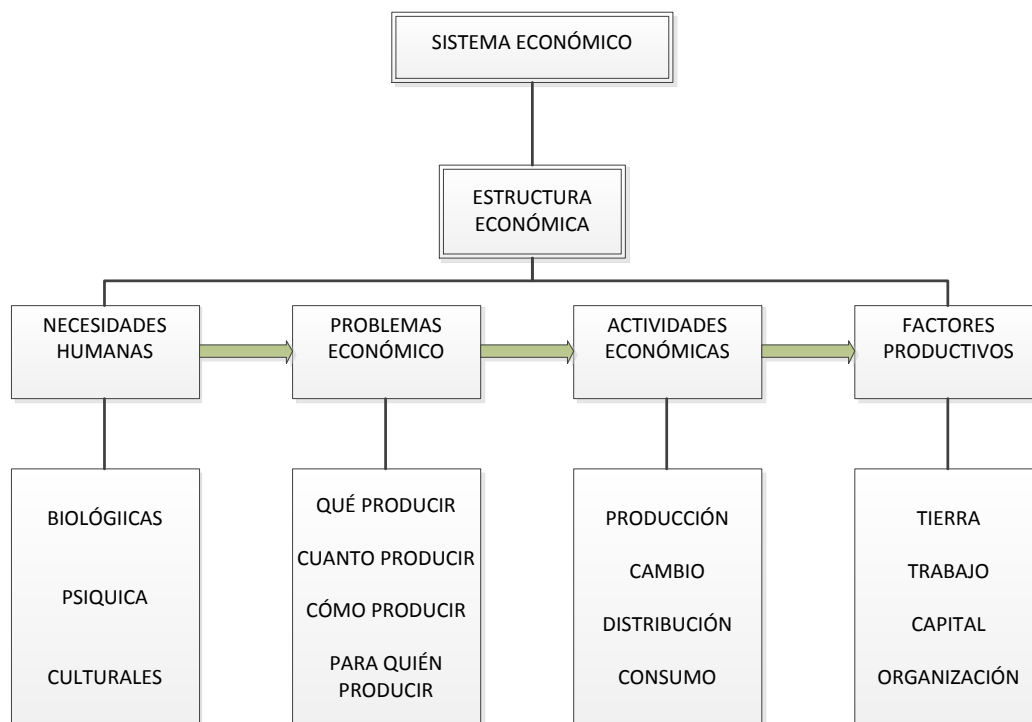 SISTEMA ECONÓMICO
ESTRUCTURA
ECONÓMICA
NECESIDADES
HUMANAS
PROBLEMAS
ECONÓMICO
ACTIVIDADES
ECONÓMICAS
FACTORES
PRODUCTIVOS
BIOLÓGIICAS
PSIQUICA
CULTURALES
QUÉ PRODUCIR
CUANTO PRODUCIR
CÓMO PRODUCIR
PARA QUIÉN
PRODUCIR
PRODUCCIÓN
CAMBIO
DISTRIBUCIÓN
CONSUMO
TIERRA
TRABAJO
CAPITAL
ORGANIZACIÓN